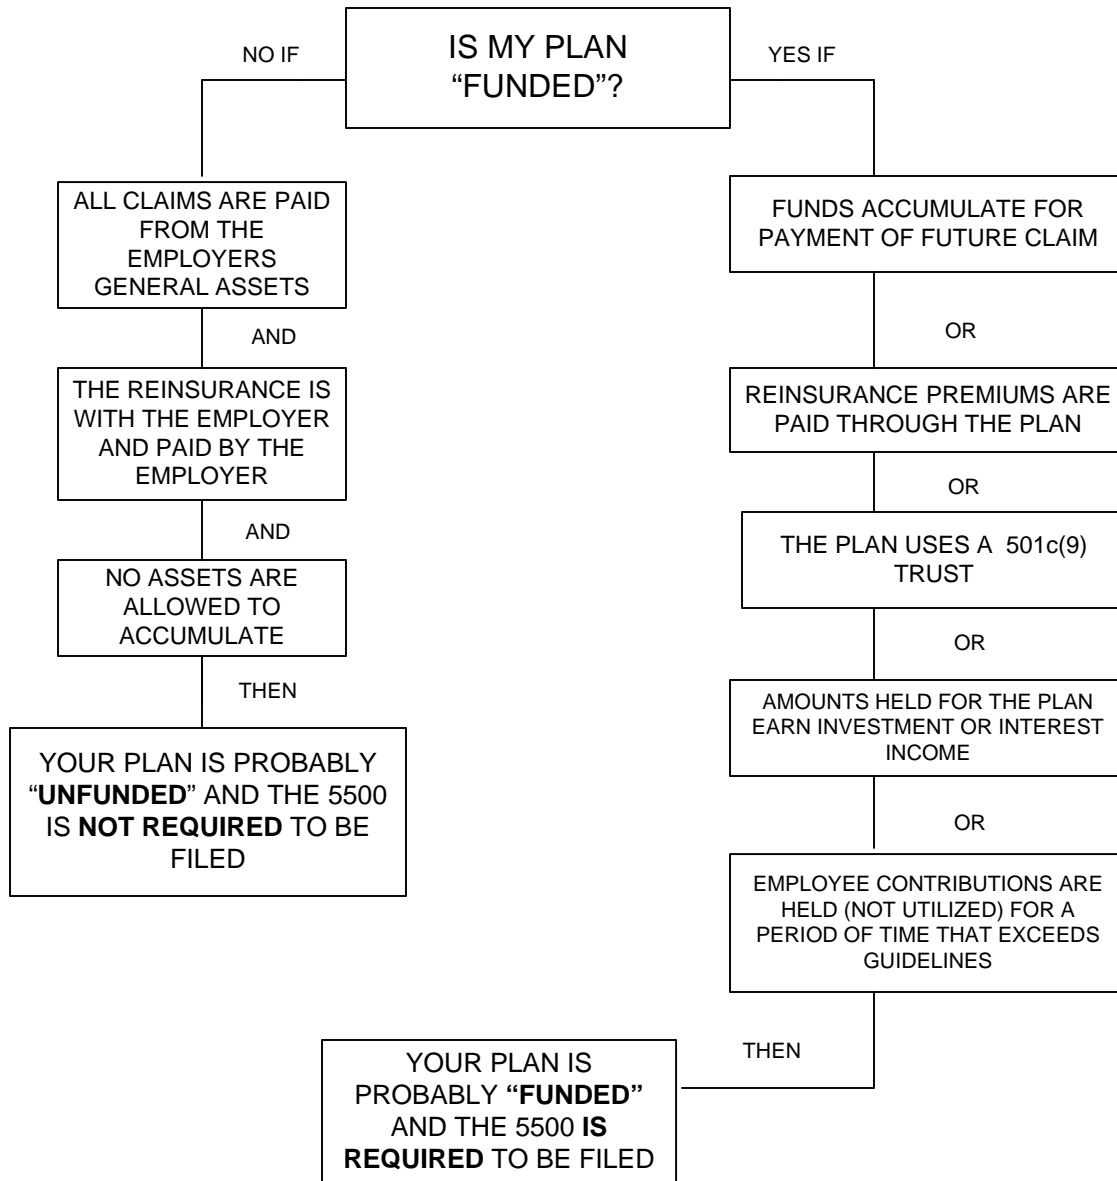 NO IF
IS MY PLAN
“FUNDED”?
YES IF
ALL CLAIMS ARE PAID
FROM THE
EMPLOYERS
GENERAL ASSETS
AND
THE REINSURANCE IS
WITH THE EMPLOYER
AND PAID BY THE
EMPLOYER
AND
NO ASSETS ARE
ALLOWED TO
ACCUMULATE
THEN
YOUR PLAN IS PROBABLY
“UNFUNDED” AND THE 5500
IS NOT REQUIRED TO BE
FILED
FUNDS ACCUMULATE FOR
PAYMENT OF FUTURE CLAIM
OR
REINSURANCE PREMIUMS ARE
PAID THROUGH THE PLAN
OR
THE PLAN USES A 501c(9)
TRUST
OR
AMOUNTS HELD FOR THE PLAN
EARN INVESTMENT OR INTEREST
INCOME
OR
EMPLOYEE CONTRIBUTIONS ARE
HELD (NOT UTILIZED) FOR A
PERIOD OF TIME THAT EXCEEDS
GUIDELINES
THEN
YOUR PLAN IS
PROBABLY “FUNDED”
AND THE 5500 IS
REQUIRED TO BE FILED